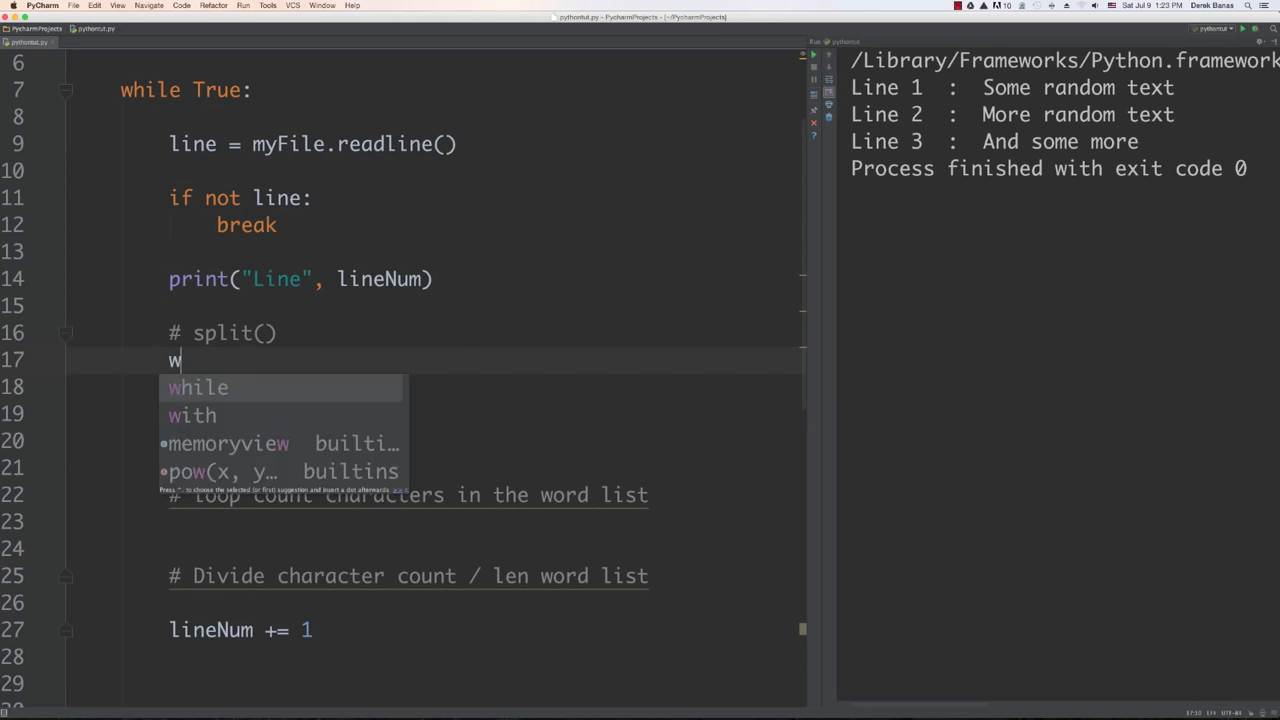 PyCharm File Edit View Navigate Code Refactor Run Tools VCS Window Help 10 Sat Jul 9 1:23 PM Derek Banas
pythontut.py - PycharmProjects - [~/PycharmProjects]
PycharmProjects pythontut.py pythontut
pythontut.py Run pythontut
6
7 while True:
8
9 line = myFile.readline()
10
11 if not line:
12 break
13
14 print("Line", lineNum)
15
16 # split()
17 w
18 while
19 with
20 memoryview builti…
21 pow(x, y… builtins
Press ^. to choose the selected (or first) suggestion and insert a dot afterwards >>
22 # loop count characters in the word list
23
24
25 # Divide character count / len word list
26
27 lineNum += 1
28
29
/Library/Frameworks/Python.framework
Line 1 : Some random text
Line 2 : More random text
Line 3 : And some more
Process finished with exit code 0
17:10 LF÷ UTF-8÷